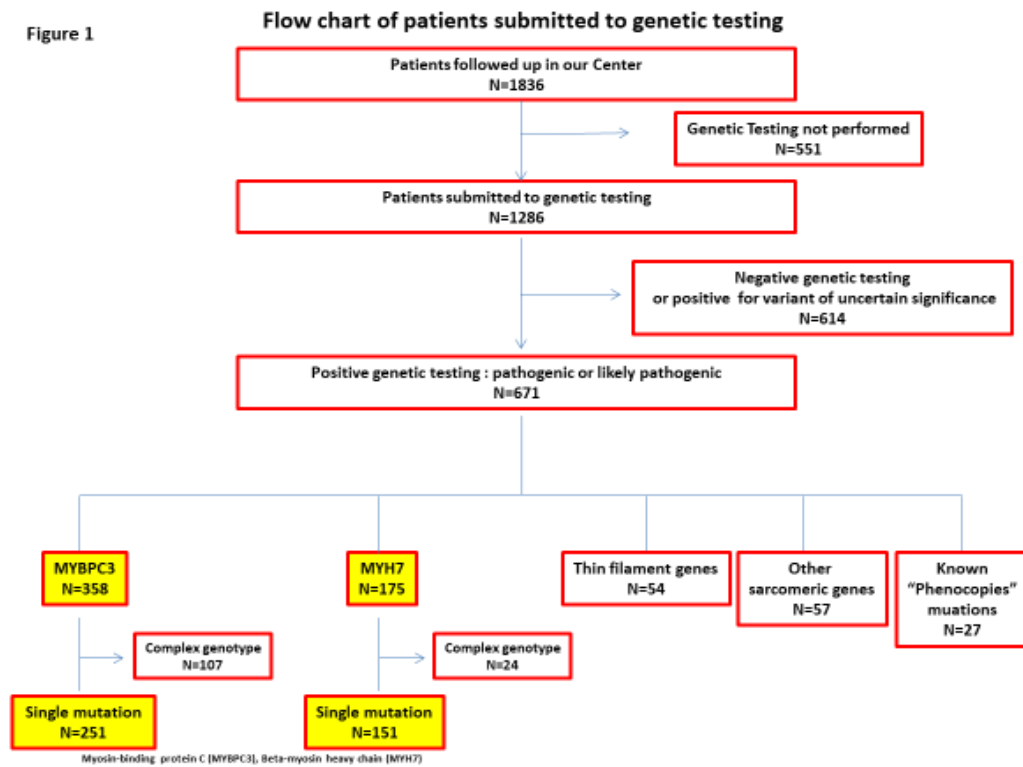 Flow chart of patients submitted to genetic testing
Figure 1
Patients followed up in our Center
N=1836
Genetic Testing not performed
N=551
Patients submitted to genetic testing
N=1286
Negative genetic testing
or positive for variant of uncertain significance
N=614
Positive genetic testing : pathogenic or likely pathogenic
N=671
MYBPC3
N=358
MYH7
N=175
Thin filament genes
N=54
Other
sarcomeric genes
N=57
Known
“Phenocopies”
muations
N=27
Complex genotype
N=107
Complex genotype
N=24
Single mutation
N=251
Single mutation
N=151
Myosin-binding protein C (MYBPC3), Beta-myosin heavy chain (MYH7)